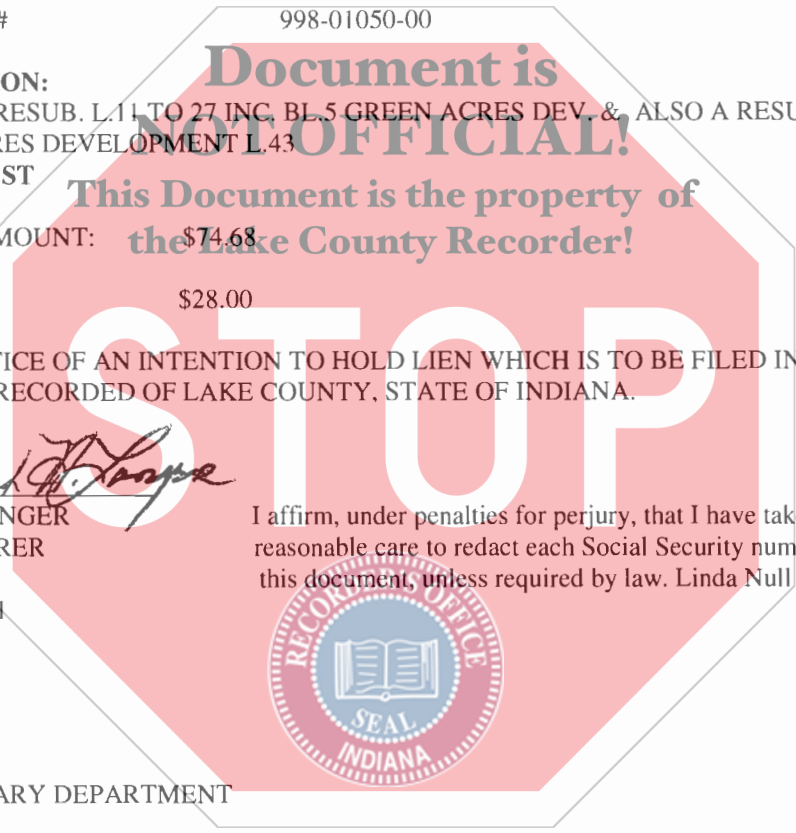 # 998-01050-00
Document is
ON:
RESUB. L.11 TO 27 INC. BL.5 GREEN ACRES DEV. & ALSO A RESU
RES DEVELOPMENT L.43
NOT OFFICIAL!
ST
This Document is the property of
MOUNT: $74.68
the Lake County Recorder!
$28.00
STOP
TICE OF AN INTENTION TO HOLD LIEN WHICH IS TO BE FILED IN
RECORDED OF LAKE COUNTY, STATE OF INDIANA.
NGER I affirm, under penalties for perjury, that I have tak
RER reasonable care to redact each Social Security num
this document, unless required by law. Linda Null
RECORDER'S OFFICE
SEAL
INDIANA
ARY DEPARTMENT